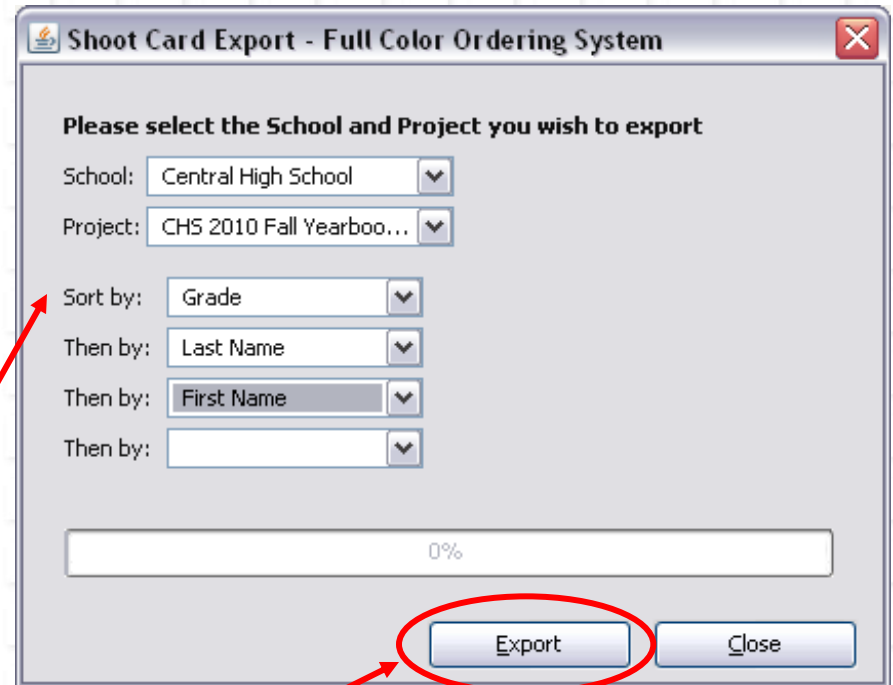 Shoot Card Export - Full Color Ordering System
Please select the School and Project you wish to export
School: Central High School
Project: CHS 2010 Fall Yearboo...
Sort by: Grade
Then by: Last Name
Then by: First Name
Then by:
0%
Export Close